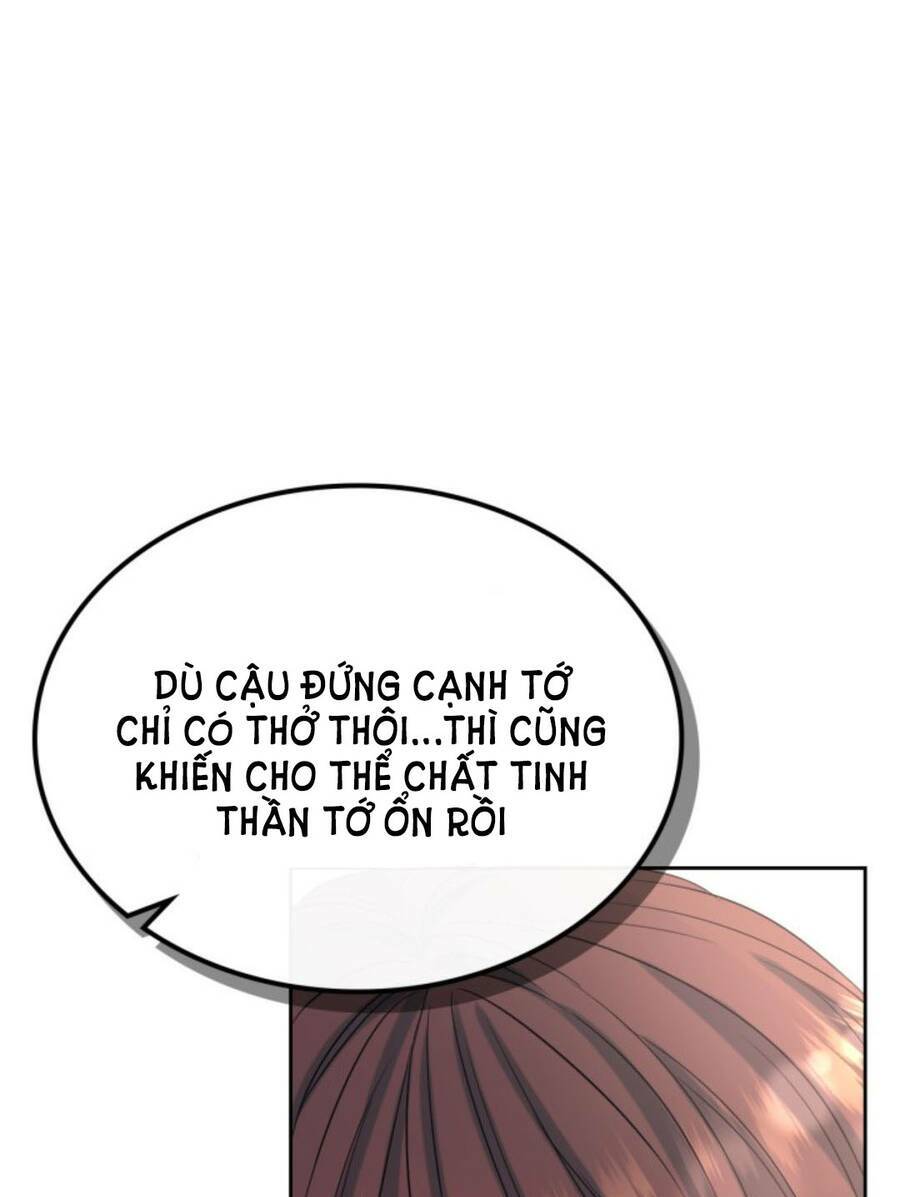 DÙ CẬU ĐỨNG CẠNH TỚ
CHỈ CÓ THỞ THÔI...THÌ CŨNG
KHIẾN CHO THỂ CHẤT TINH
THẦN TỚ ỔN RỒI